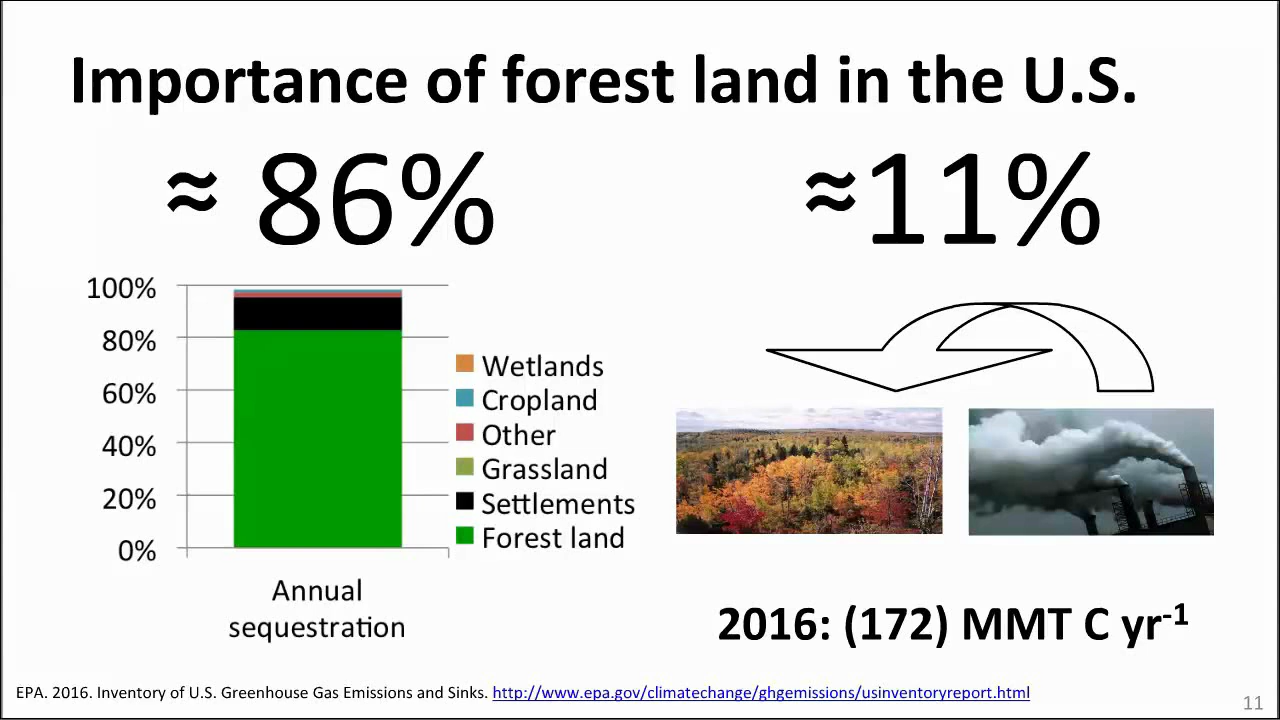 Importance of forest land in the U.S.
≈ 86%
≈11%
100%
80%
60%
40%
20%
0%
Wetlands
Cropland
Other
Grassland
Settlements
Forest land
Annual
sequestration
2016: (172) MMT C yr-1
EPA. 2016. Inventory of U.S. Greenhouse Gas Emissions and Sinks. http://www.epa.gov/climatechange/ghgemissions/usinventoryreport.html
11